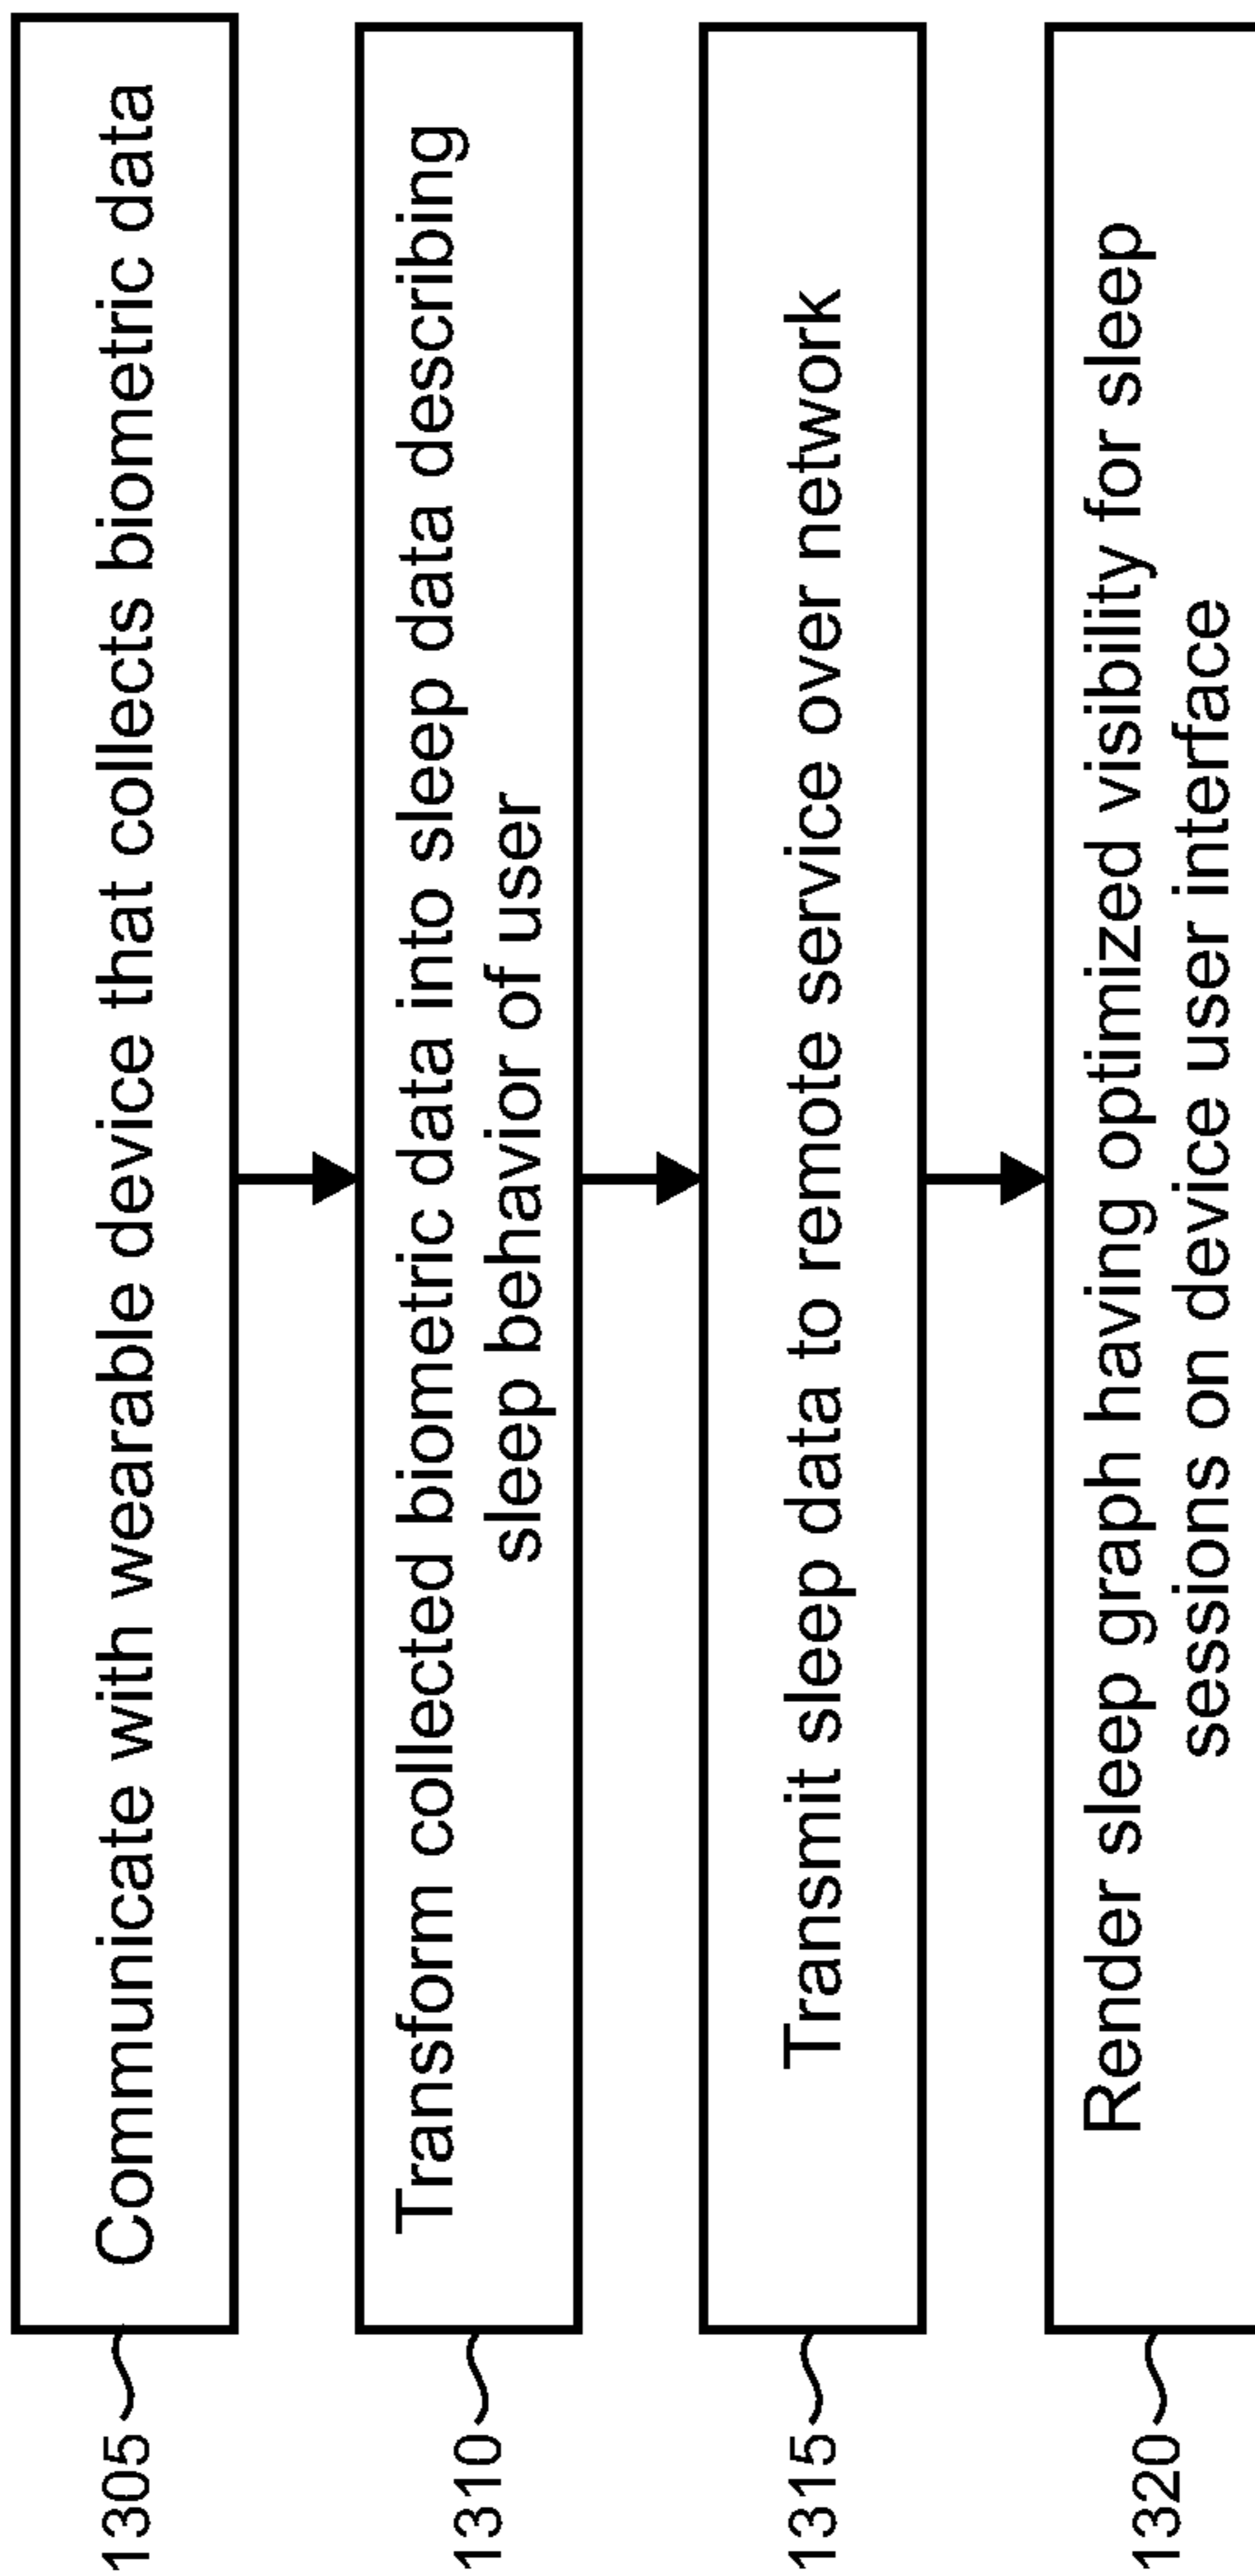 1305
Communicate with wearable device that collects biometric data
1310
Transform collected biometric data into sleep data describing
sleep behavior of user
1315
Transmit sleep data to remote service over network
1320
Render sleep graph having optimized visibility for sleep
sessions on device user interface